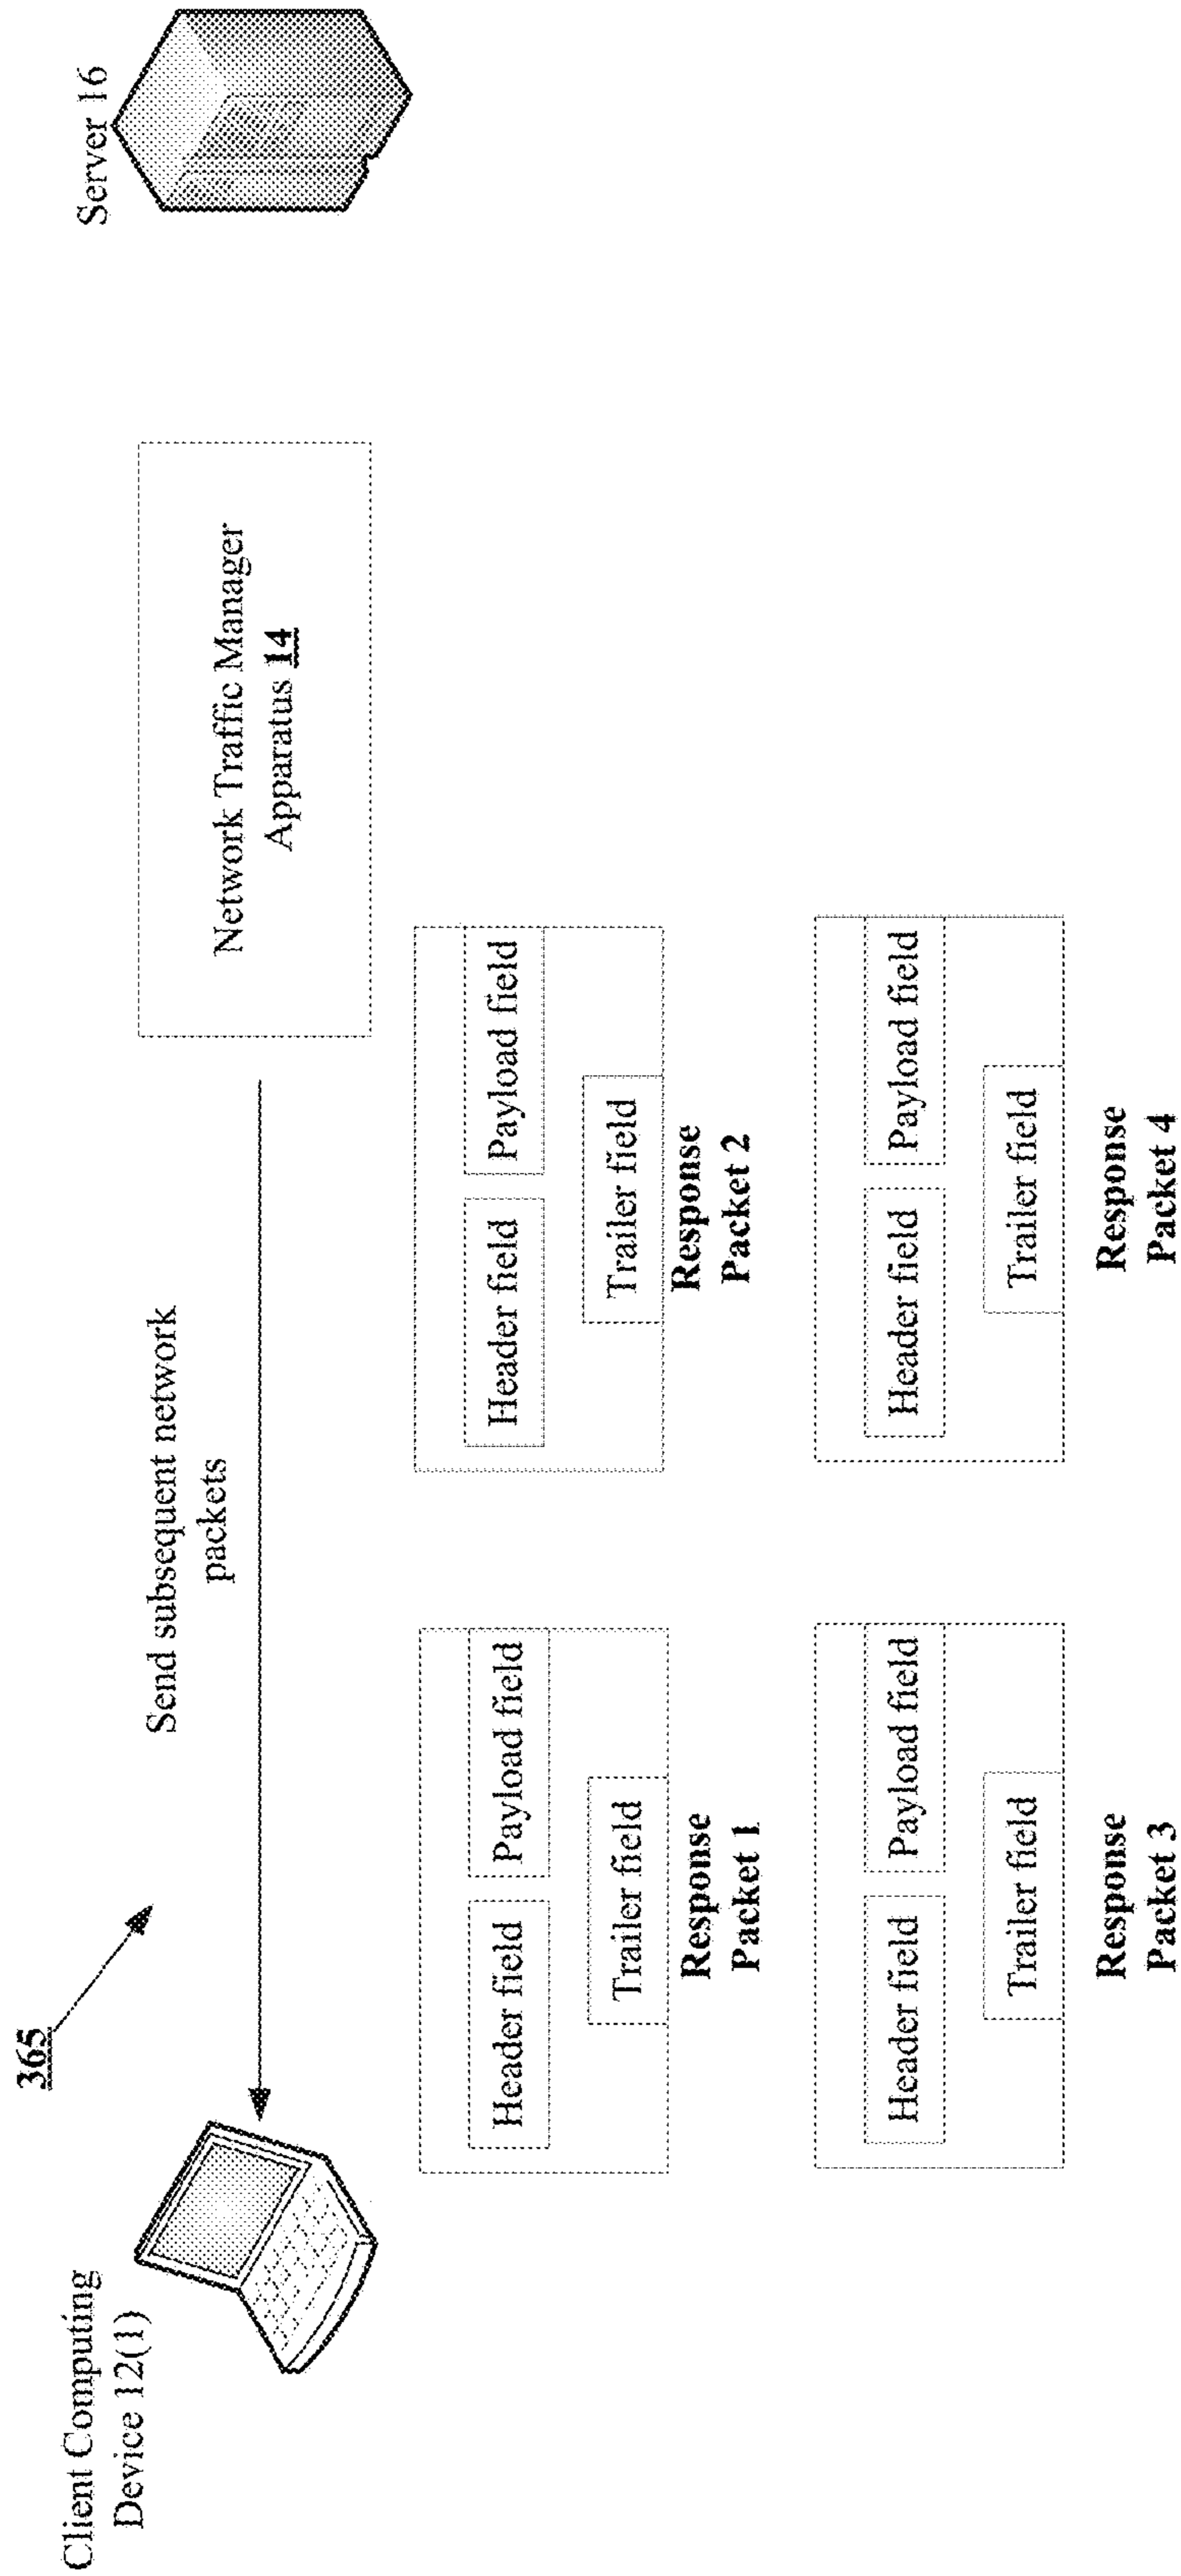 365
Client Computing
Device 12(1)
Send subsequent network
packets
Network Traffic Manager
Apparatus 14
Server 16
Header field
Payload field
Trailer field
Response
Packet 1
Header field
Payload field
Trailer field
Response
Packet 2
Header field
Payload field
Trailer field
Response
Packet 3
Header field
Payload field
Trailer field
Response
Packet 4